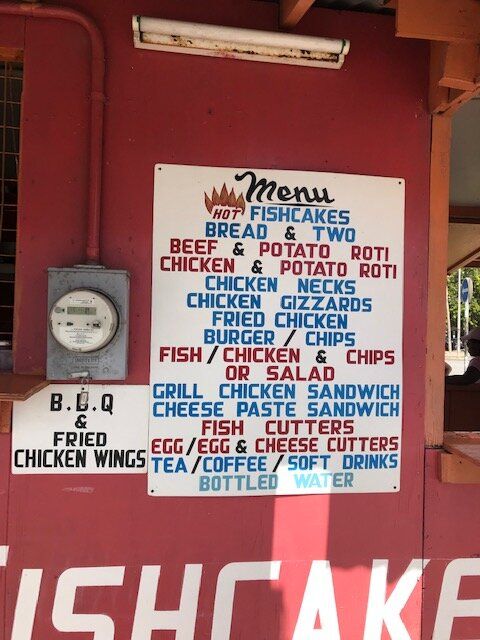 Menu
HOT FISHCAKES
BREAD & TWO
BEEF & POTATO ROTI
CHICKEN & POTATO ROTI
CHICKEN NECKS
CHICKEN GIZZARDS
FRIED CHICKEN
BURGER / CHIPS
FISH / CHICKEN & CHIPS
OR SALAD
GRILL CHICKEN SANDWICH
CHEESE PASTE SANDWICH
FISH CUTTERS
EGG/EGG & CHEESE CUTTERS
TEA / COFFEE / SOFT DRINKS
BOTTLED WATER
B.B.Q
&
FRIED
CHICKEN WINGS
FISHCAKE